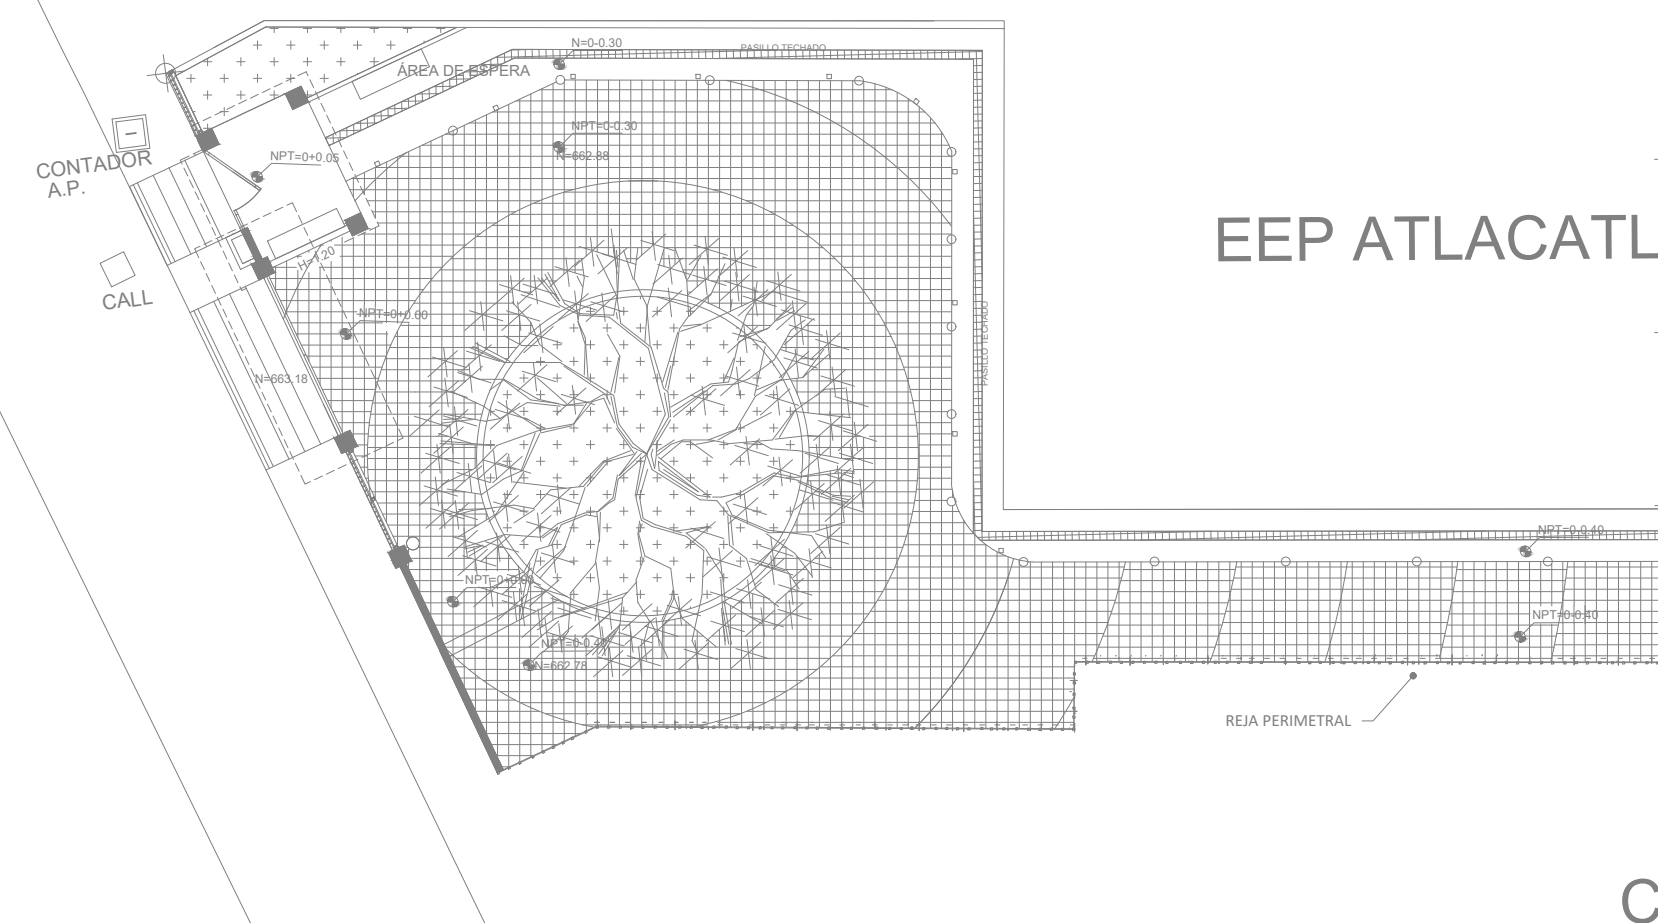 N=0-0.30
PASILLO TECHADO
ÁREA DE ESPERA
NPT=0-0.30
N=662.88
NPT=0+0.05
CONTADOR
A.P.
EEP ATLACATL
H=1.20
CALL
NPT=0+0.00
PASILLO TECHADO
N=663.18
NPT=0-0.40
NPT=0-0.40
N=662.78
NPT=0-0.40
REJA PERIMETRAL
C